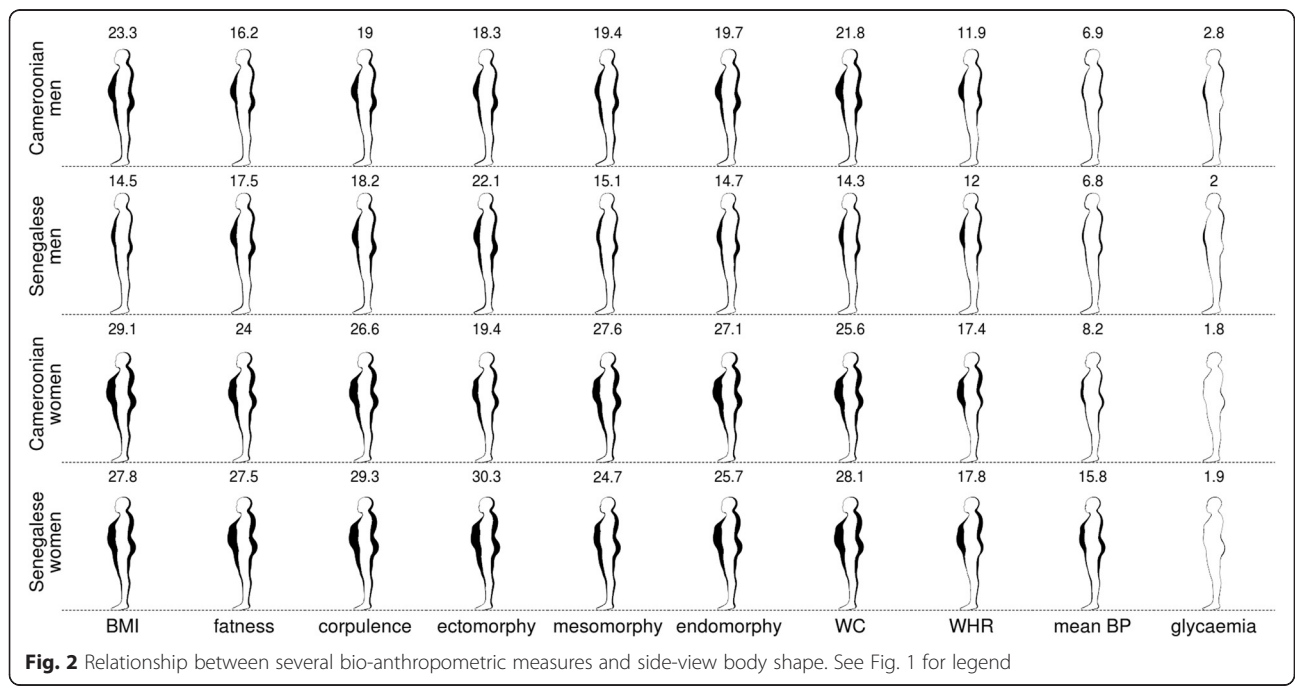 23.3 16.2 19 18.3 19.4 19.7 21.8 11.9 6.9 2.8
Cameroonian
men
14.5 17.5 18.2 22.1 15.1 14.7 14.3 12 6.8 2
Senegalese
men
29.1 24 26.6 19.4 27.6 27.1 25.6 17.4 8.2 1.8
Cameroonian
women
27.8 27.5 29.3 30.3 24.7 25.7 28.1 17.8 15.8 1.9
Senegalese
women
BMI fatness corpulence ectomorphy mesomorphy endomorphy WC WHR mean BP glycaemia
Fig. 2 Relationship between several bio-anthropometric measures and side-view body shape. See Fig. 1 for legend